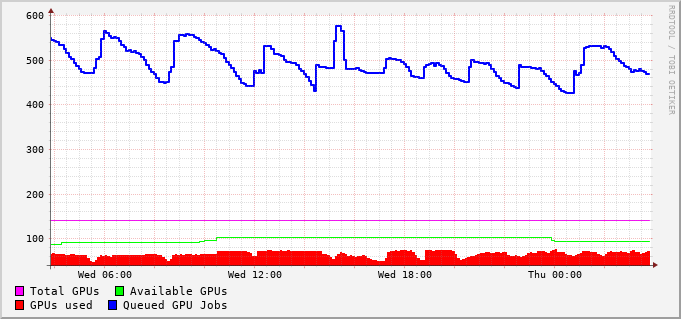 600
500
400
300
200
100
Wed 06:00 Wed 12:00 Wed 18:00 Thu 00:00
Total GPUs Available GPUs
GPUs used Queued GPU Jobs
RRDTOOL / TOBI OETIKER